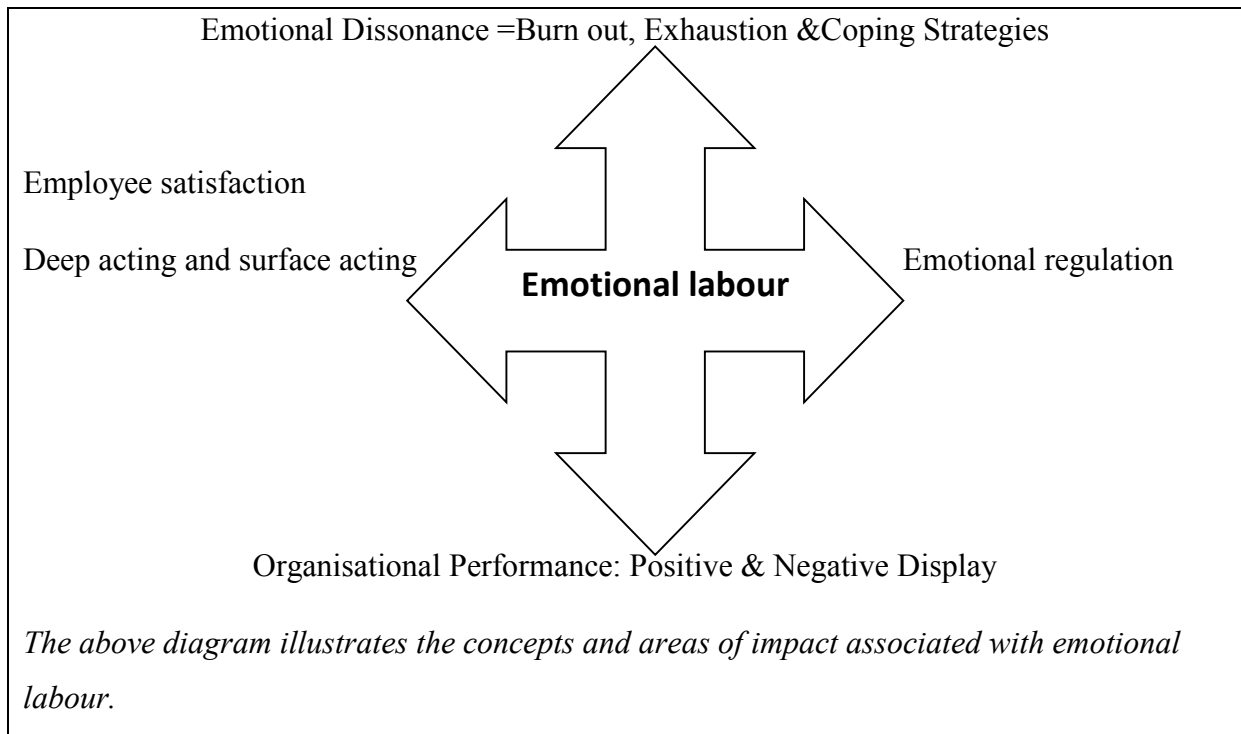 Emotional Dissonance =Burn out, Exhaustion &Coping Strategies
Employee satisfaction
Deep acting and surface acting
Emotional labour
Emotional regulation
Organisational Performance: Positive & Negative Display
The above diagram illustrates the concepts and areas of impact associated with emotional
labour.